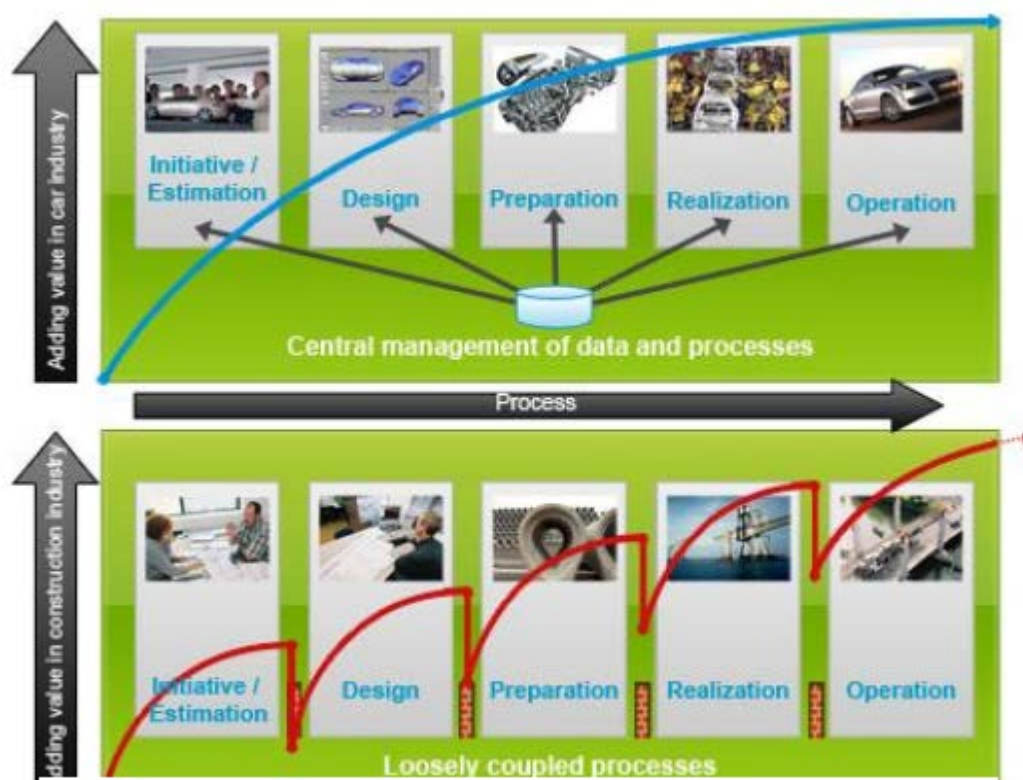 Adding value in car industry
Initiative /
Estimation
Design
Preparation
Realization
Operation
Central management of data and processes
Process
dding value in construction industry
Initiative /
Estimation
Design
Preparation
Realization
Operation
Loosely coupled processes